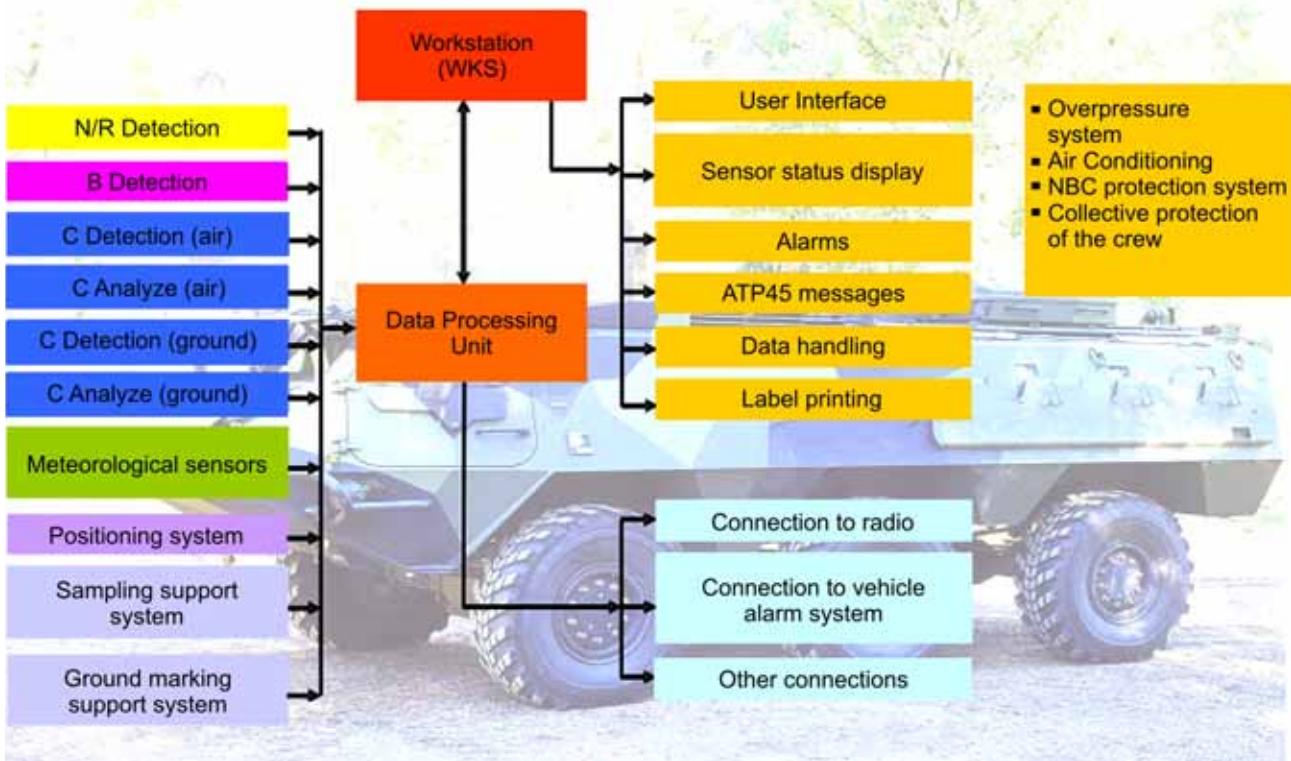 Workstation
(WKS)
N/R Detection
B Detection
C Detection (air)
C Analyze (air)
C Detection (ground)
C Analyze (ground)
Meteorological sensors
Positioning system
Sampling support
system
Ground marking
support system
Data Processing
Unit
User Interface
Sensor status display
Alarms
ATP45 messages
Data handling
Label printing
Connection to radio
Connection to vehicle
alarm system
Other connections
▪ Overpressure
system
▪ Air Conditioning
▪ NBC protection system
▪ Collective protection
of the crew